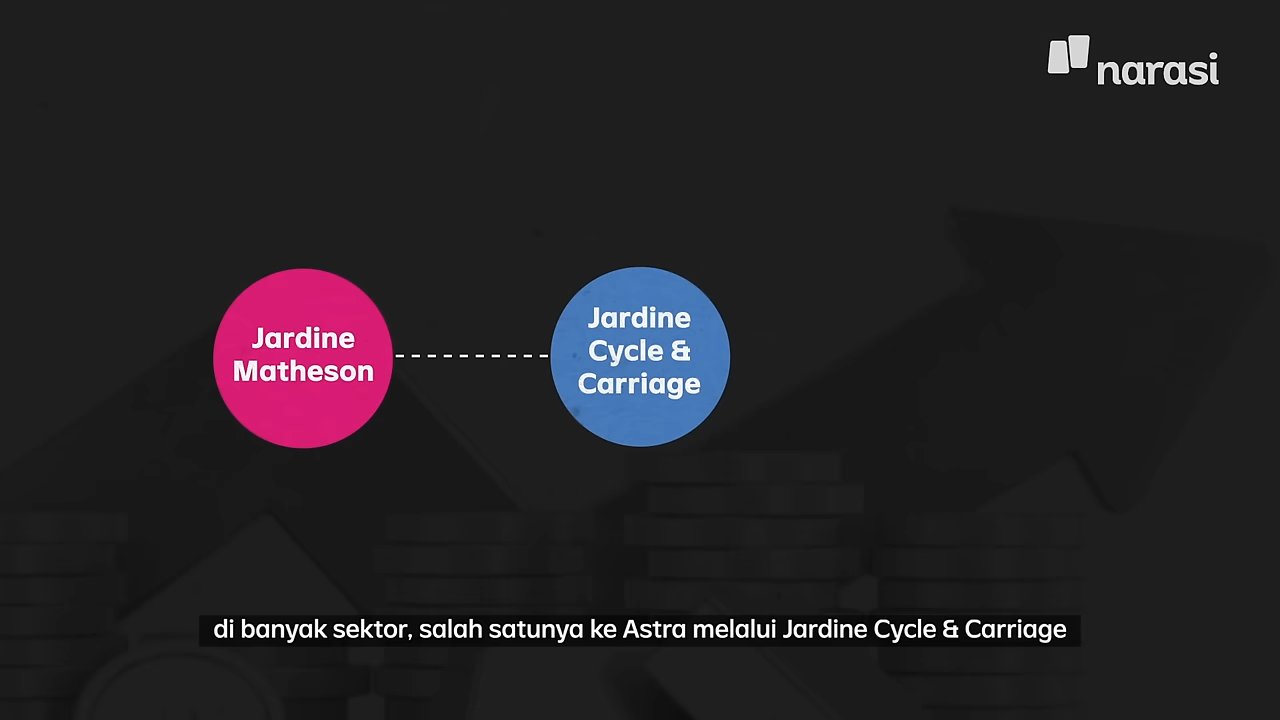 narasi
Jardine
Matheson
Jardine
Cycle &
Carriage
di banyak sektor, salah satunya ke Astra melalui Jardine Cycle & Carriage